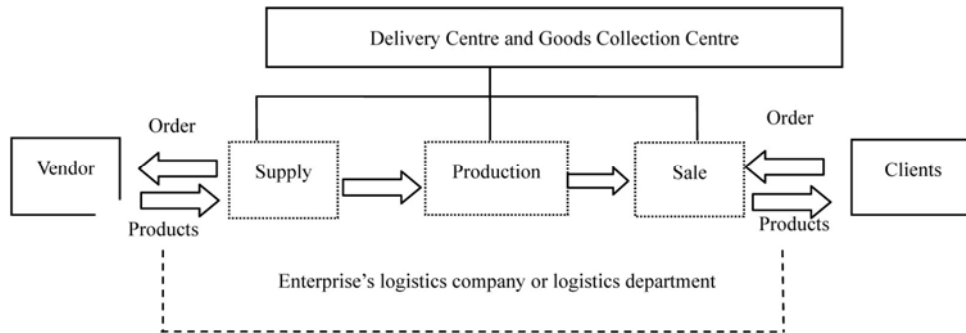 Delivery Centre and Goods Collection Centre
Order
Order
Vendor
Supply
Production
Sale
Clients
Products
Products
Enterprise's logistics company or logistics department